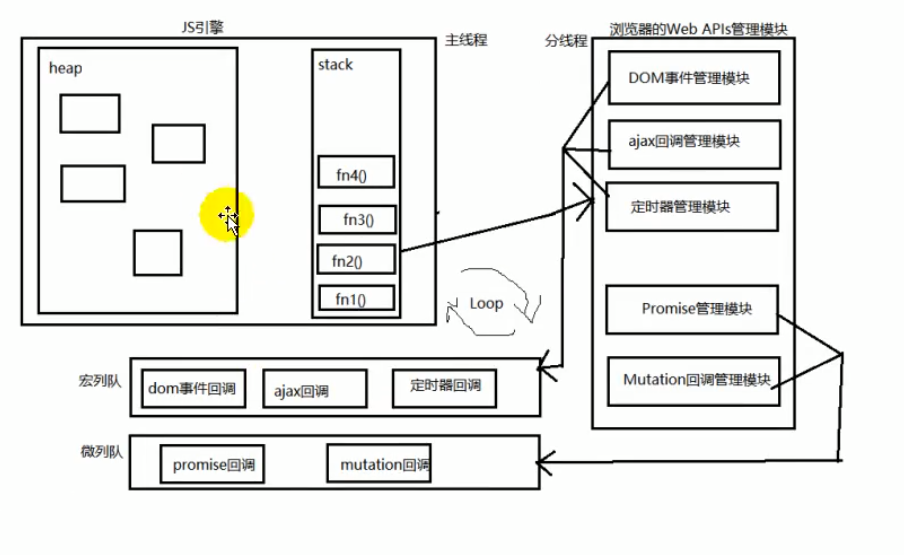 JS引擎
主线程
heap
stack
fn4()
fn3()
fn2()
fn1()
Loop
分线程
浏览器的Web APIs管理模块
DOM事件管理模块
ajax回调管理模块
定时器管理模块
Promise管理模块
Mutation回调管理模块
宏列队
dom事件回调
ajax回调
定时器回调
微列队
promise回调
mutation回调